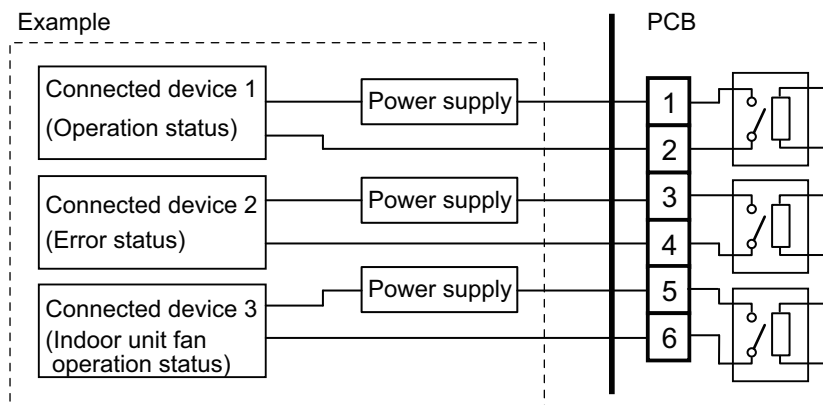 Example
PCB
Connected device 1
(Operation status)
Power supply
1
2
Connected device 2
(Error status)
Power supply
3
4
Connected device 3
(Indoor unit fan
operation status)
Power supply
5
6